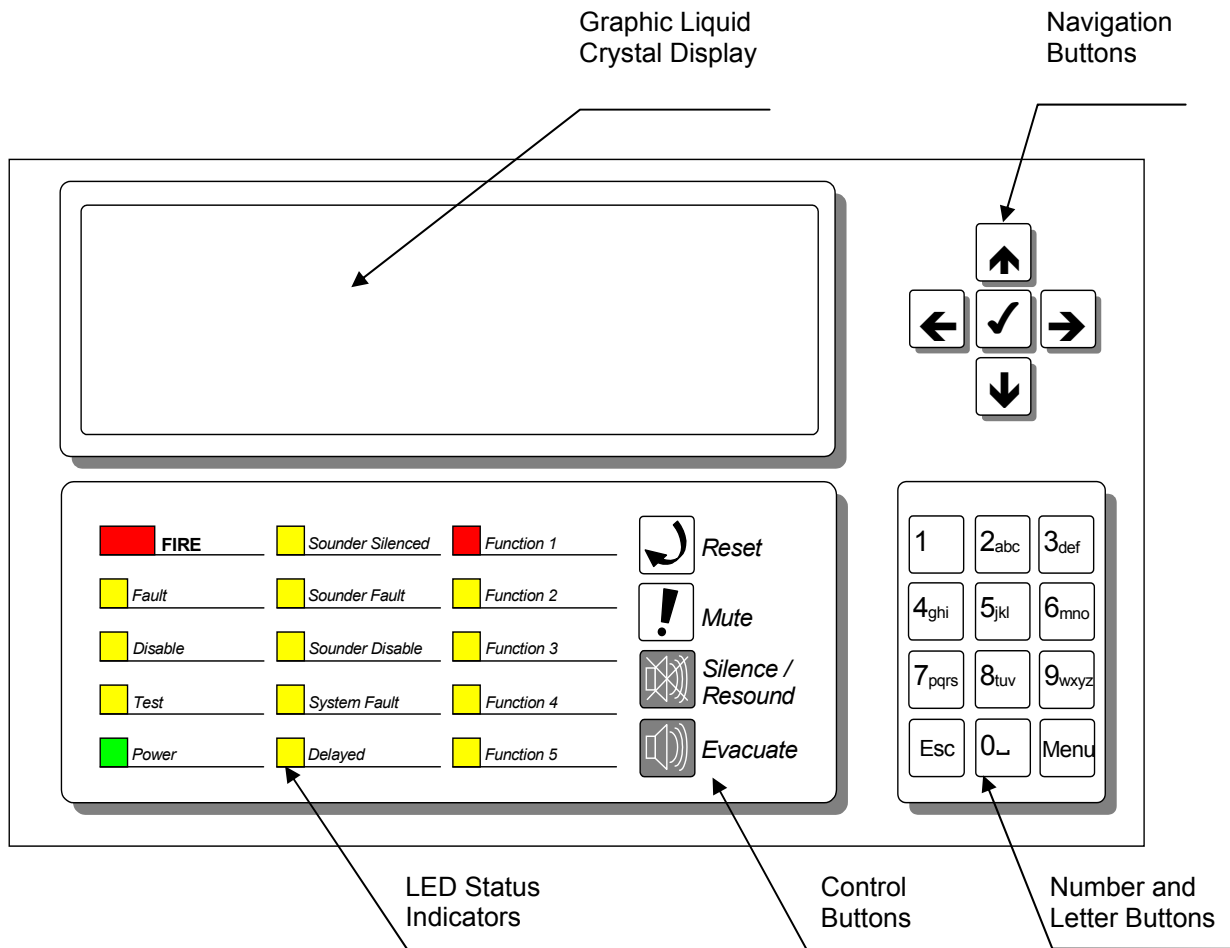 Graphic Liquid
Crystal Display
Navigation
Buttons
FIRE
Fault
Disable
Test
Power
Sounder Silenced
Sounder Fault
Sounder Disable
System Fault
Delayed
Function 1
Function 2
Function 3
Function 4
Function 5
Reset
Mute
Silence /
Resound
Evacuate
1 2abc 3def
4ghi 5jkl 6mno
7pqrs 8tuv 9wxyz
Esc 0⎵ Menu
LED Status
Indicators
Control
Buttons
Number and
Letter Buttons